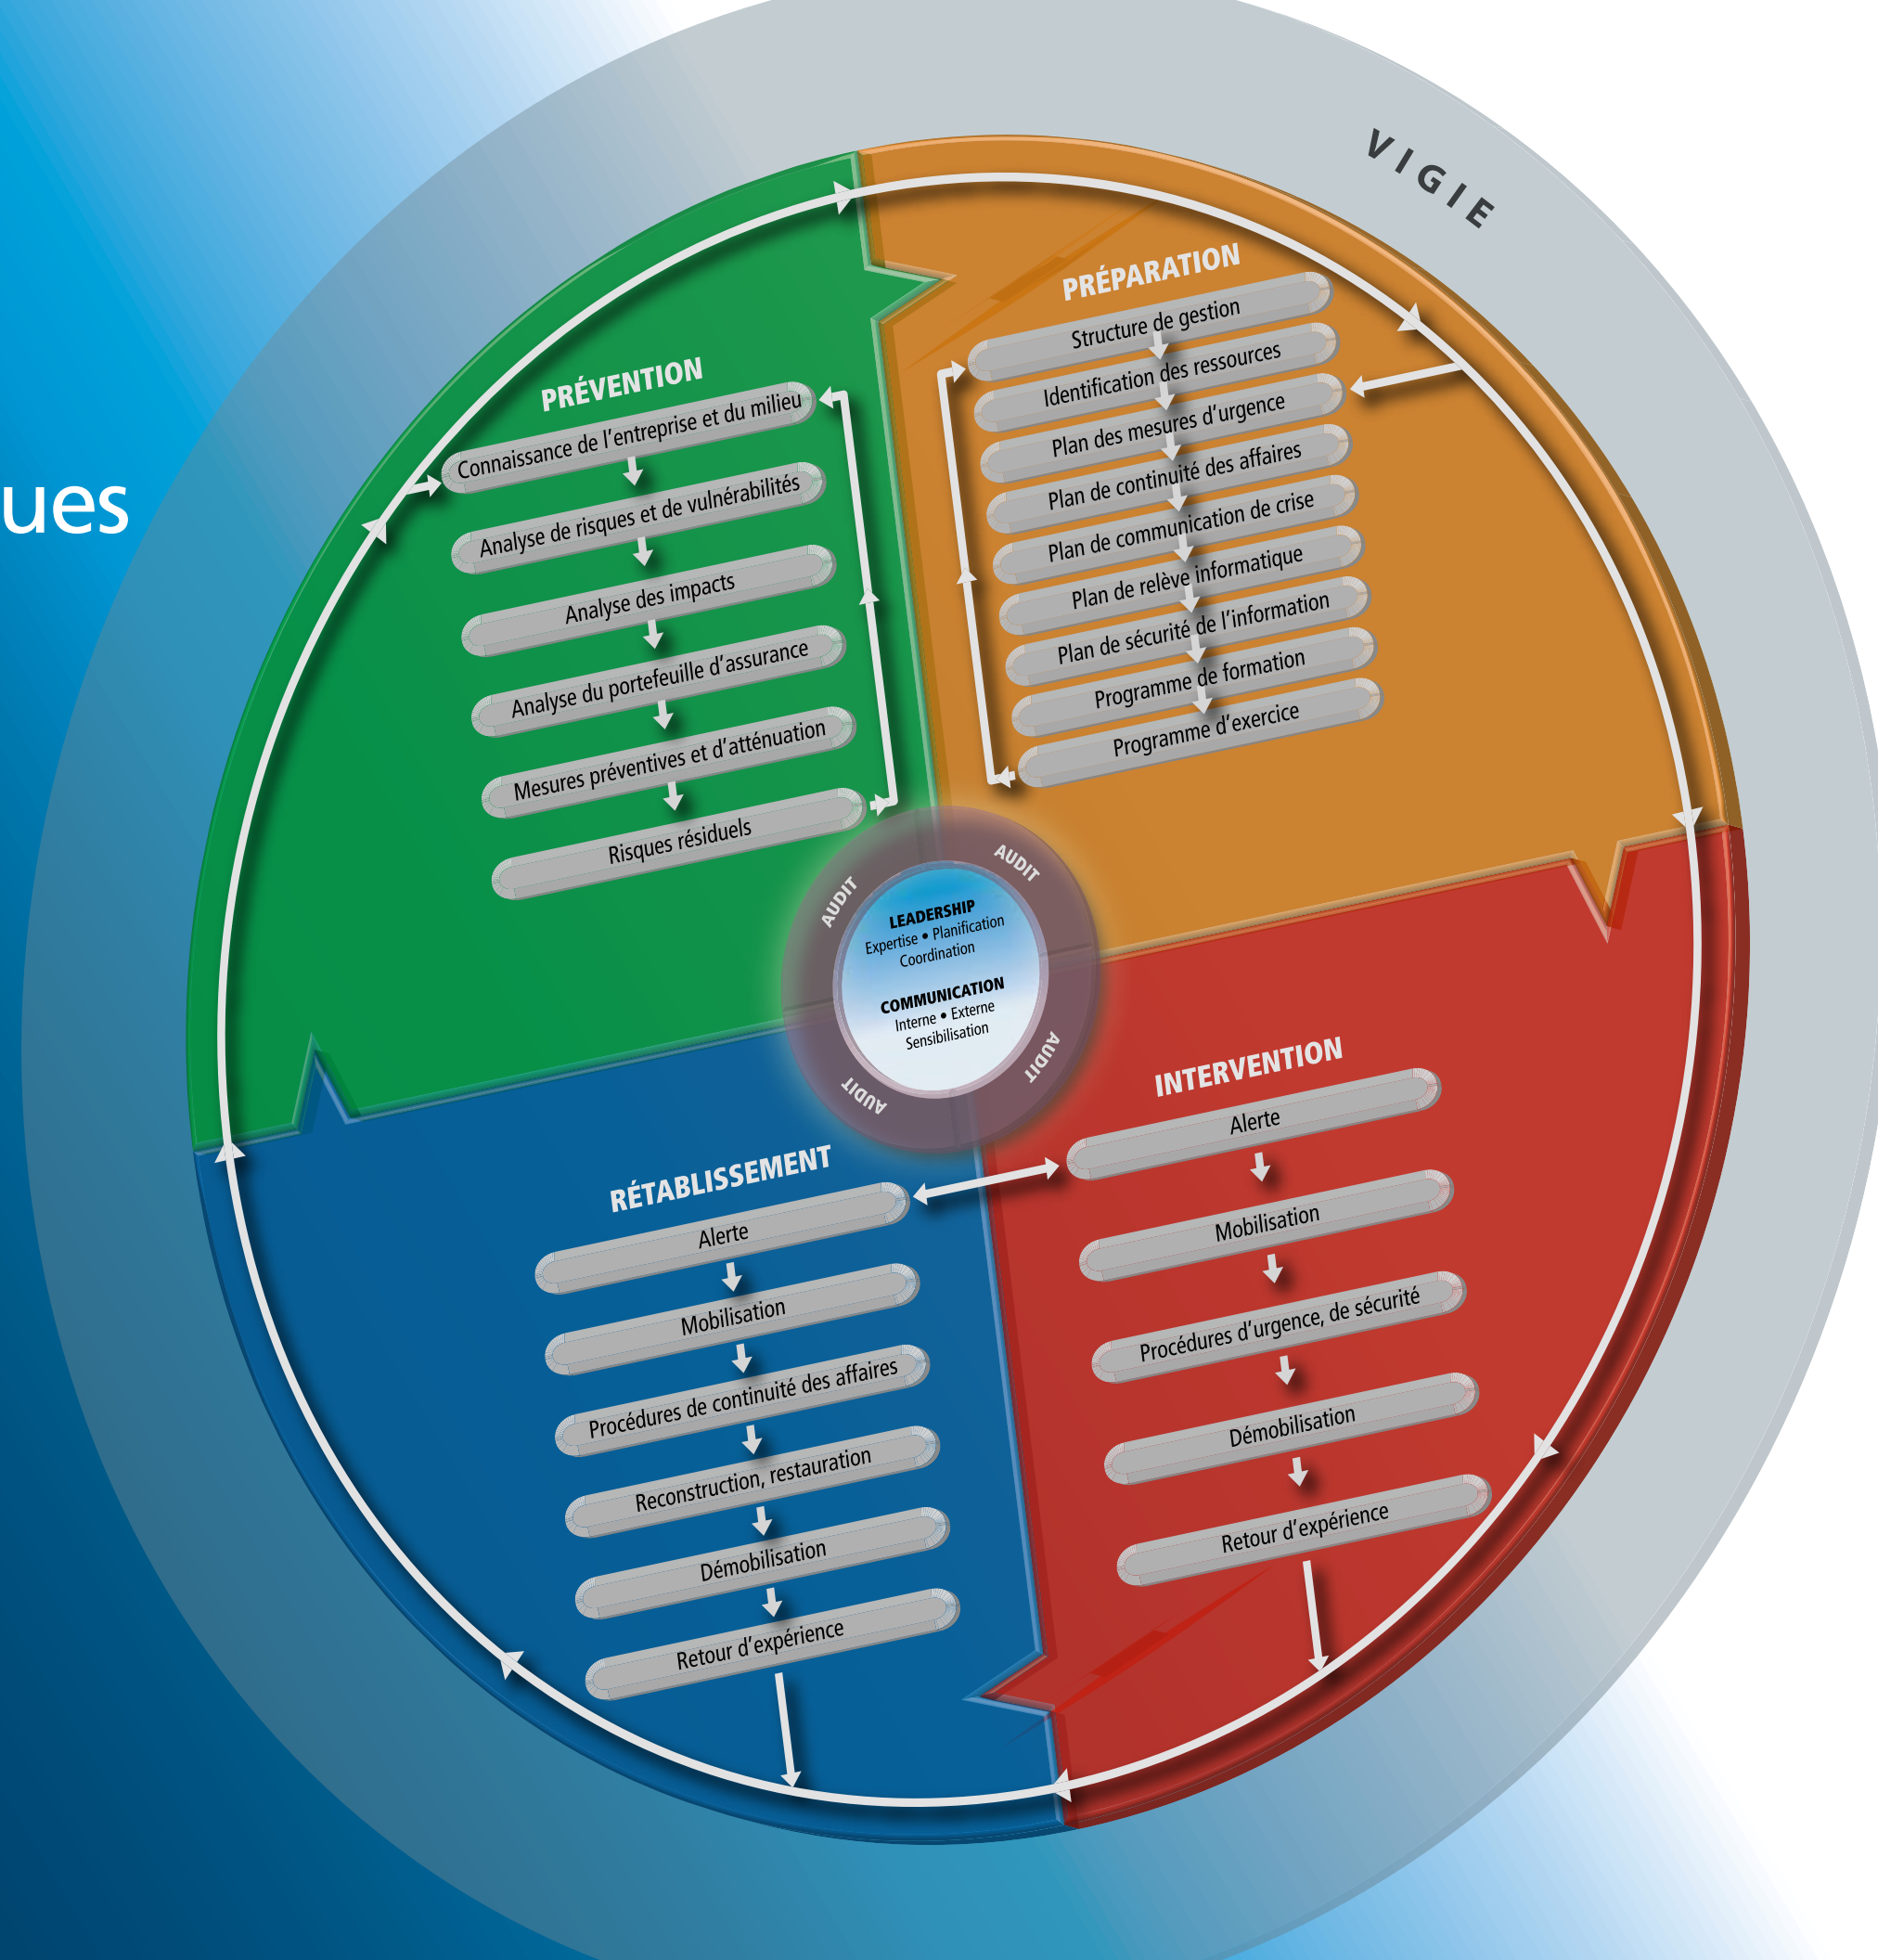 ues
VIGIE
PRÉVENTION
Connaissance de l’entreprise et du milieu
Analyse de risques et de vulnérabilités
Analyse des impacts
Analyse du portefeuille d’assurance
Mesures préventives et d’atténuation
Risques résiduels
PRÉPARATION
Structure de gestion
Identification des ressources
Plan des mesures d’urgence
Plan de continuité des affaires
Plan de communication de crise
Plan de relève informatique
Plan de sécurité de l’information
Programme de formation
Programme d’exercice
AUDIT
AUDIT
AUDIT
AUDIT
LEADERSHIP
Expertise • Planification
Coordination
COMMUNICATION
Interne • Externe
Sensibilisation
INTERVENTION
Alerte
Mobilisation
Procédures d’urgence, de sécurité
Démobilisation
Retour d’expérience
RÉTABLISSEMENT
Alerte
Mobilisation
Procédures de continuité des affaires
Reconstruction, restauration
Démobilisation
Retour d’expérience